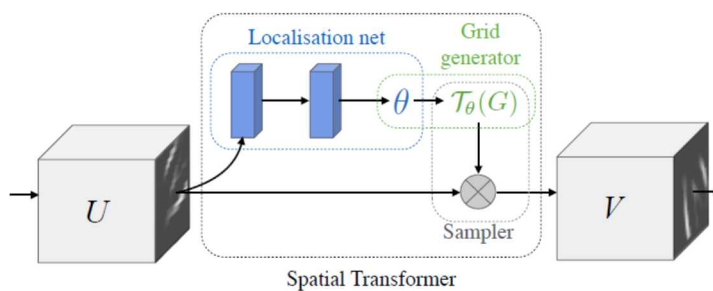 Localisation net
Grid
generator
θ
𝒯θ(G)
U
V
Sampler
Spatial Transformer